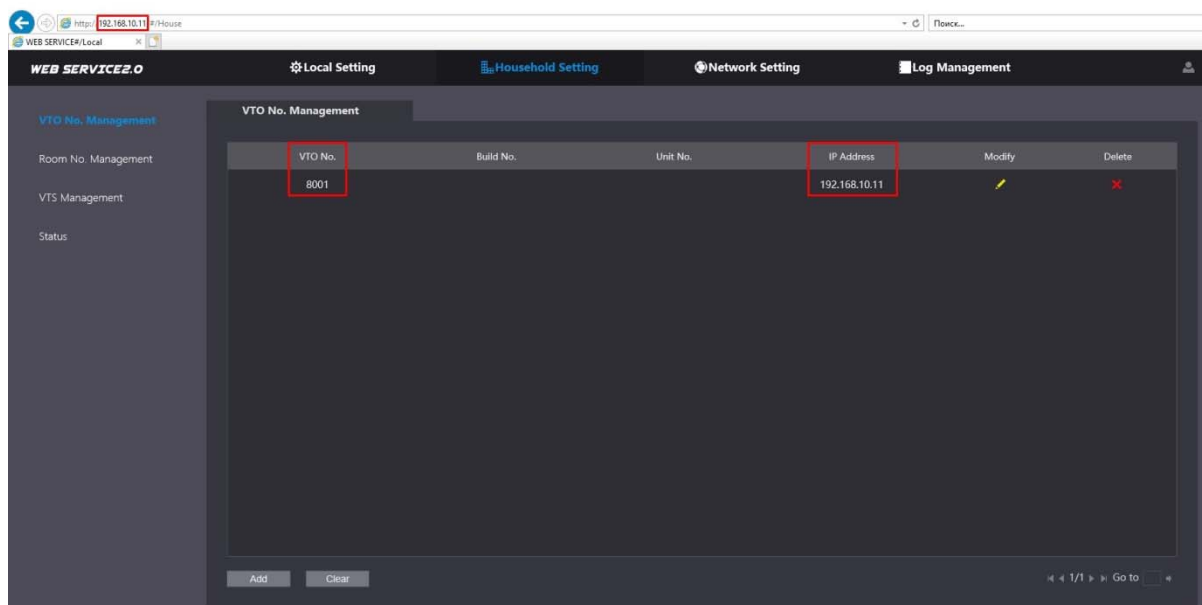 http://192.168.10.11/#/House
Поиск...
WEB SERVICE#/Local
WEB SERVICE2.0
Local Setting
Household Setting
Network Setting
Log Management
VTO No. Management
Room No. Management
VTS Management
Status
VTO No. Management
VTO No. Build No. Unit No. IP Address Modify Delete
8001 192.168.10.11
Add Clear 1/1 Go to